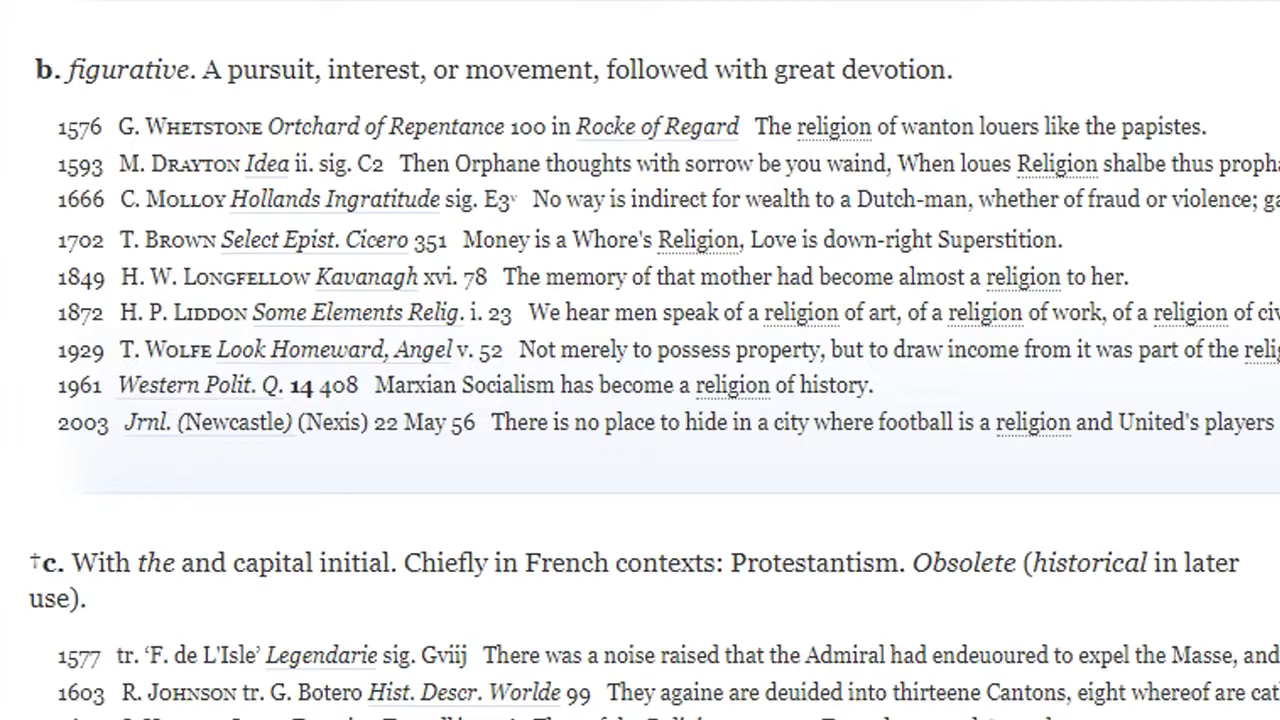 b. figurative. A pursuit, interest, or movement, followed with great devotion.
1576 G. WHETSTONE Ortchard of Repentance 100 in Rocke of Regard The religion of wanton louers like the papistes.
1593 M. DRAYTON Idea ii. sig. C2 Then Orphane thoughts with sorrow be you waind, When loues Religion shalbe thus propha
1666 C. MOLLOY Hollands Ingratitude sig. E3ᵛ No way is indirect for wealth to a Dutch-man, whether of fraud or violence; ga
1702 T. BROWN Select Epist. Cicero 351 Money is a Whore's Religion, Love is down-right Superstition.
1849 H. W. LONGFELLOW Kavanagh xvi. 78 The memory of that mother had become almost a religion to her.
1872 H. P. LIDDON Some Elements Relig. i. 23 We hear men speak of a religion of art, of a religion of work, of a religion of civ
1929 T. WOLFE Look Homeward, Angel v. 52 Not merely to possess property, but to draw income from it was part of the relig
1961 Western Polit. Q. 14 408 Marxian Socialism has become a religion of history.
2003 Jrnl. (Newcastle) (Nexis) 22 May 56 There is no place to hide in a city where football is a religion and United's players
†c. With the and capital initial. Chiefly in French contexts: Protestantism. Obsolete (historical in later
use).
1577 tr. ‘F. de L'Isle’ Legendarie sig. Gviij There was a noise raised that the Admiral had endeuoured to expel the Masse, and
1603 R. JOHNSON tr. G. Botero Hist. Descr. Worlde 99 They againe are deuided into thirteene Cantons, eight whereof are cat